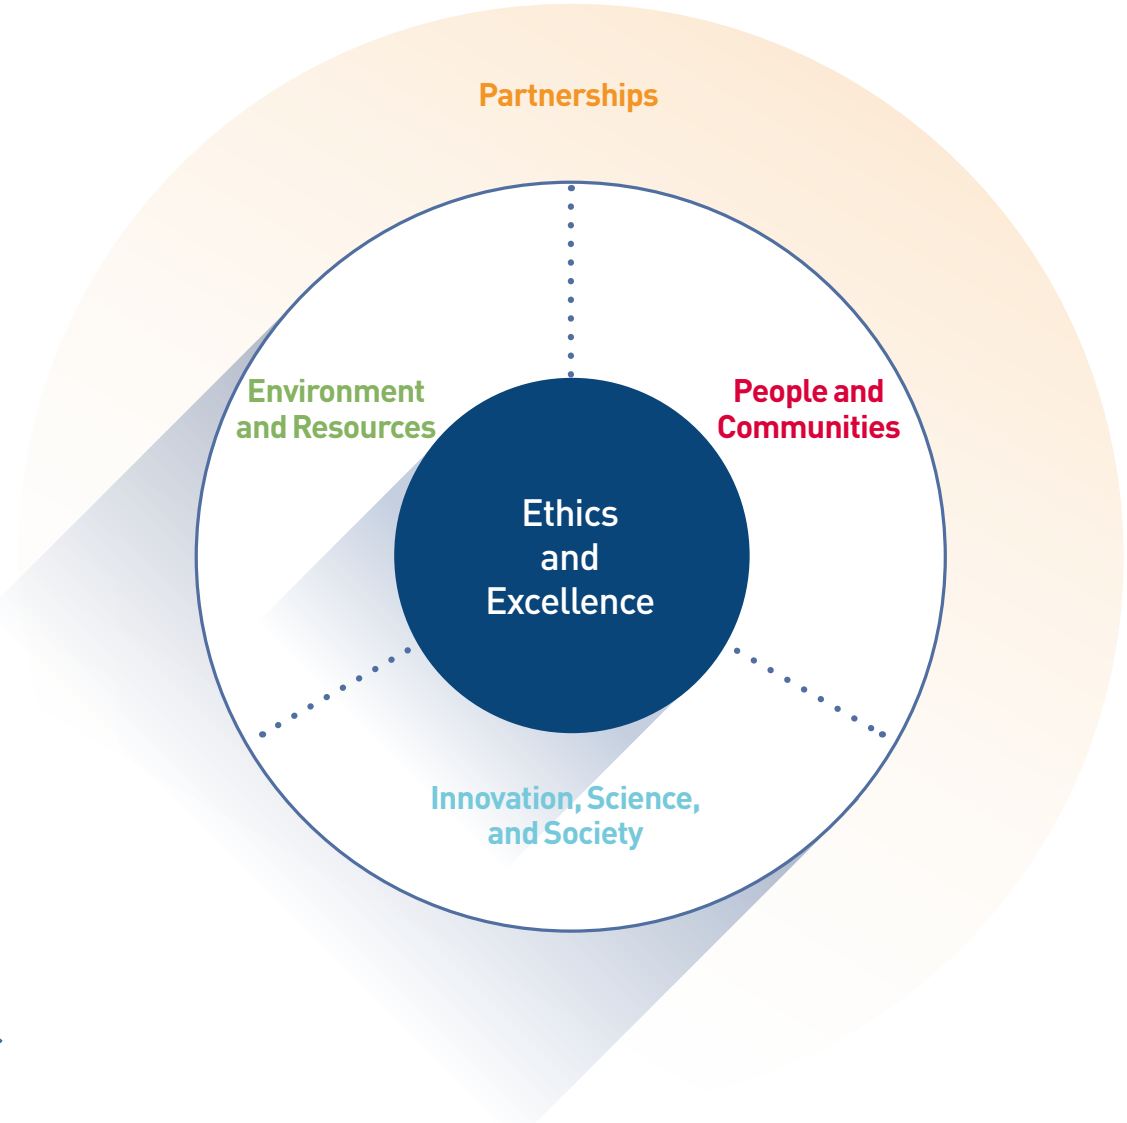 Partnerships
Environment
and Resources
People and
Communities
Ethics
and
Excellence
Innovation, Science,
and Society